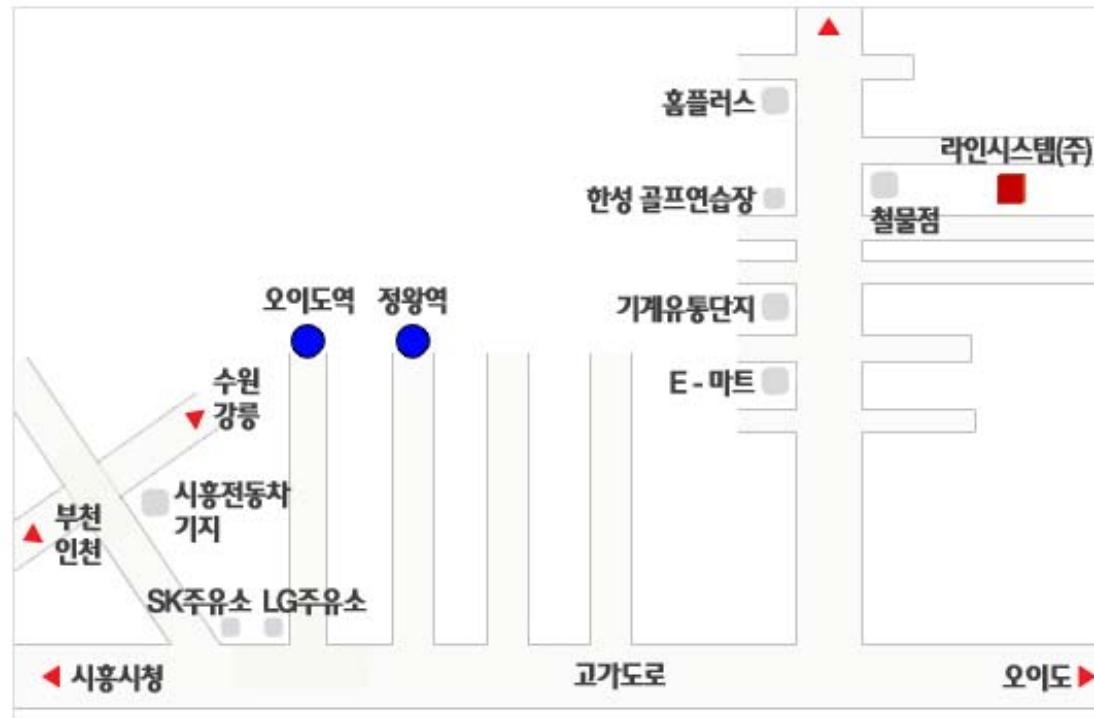 홈플러스
라인시스템(주)
한성 골프연습장
철물점
오이도역
정왕역
기계유통단지
E - 마트
수원
강릉
시흥전동차
기지
부천
인천
SK주유소
LG주유소
시흥시청
고가도로
오이도